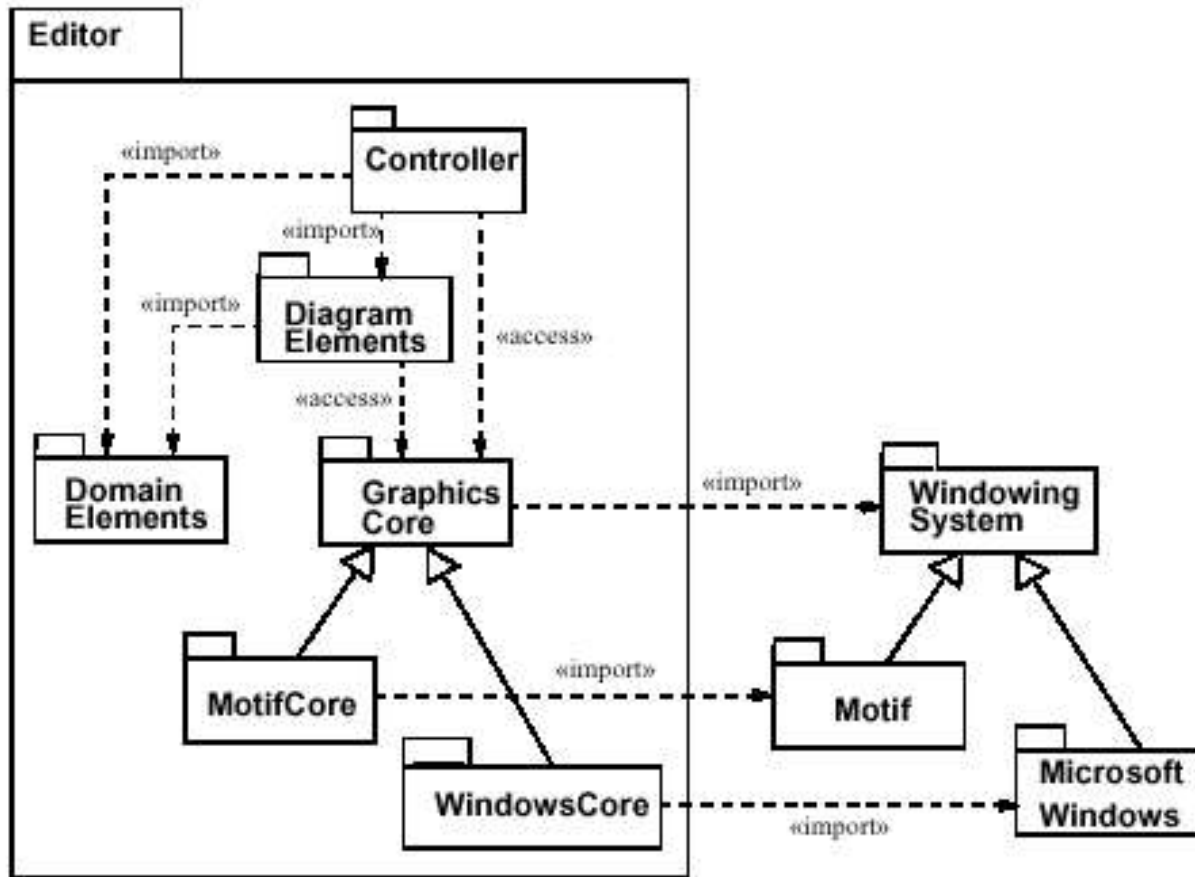 Editor
Controller
«import»
«import»
Diagram
Elements
«import»
«access»
«access»
Domain
Elements
Graphics
Core
«import»
Windowing
System
MotifCore
«import»
Motif
WindowsCore
«import»
Microsoft
Windows